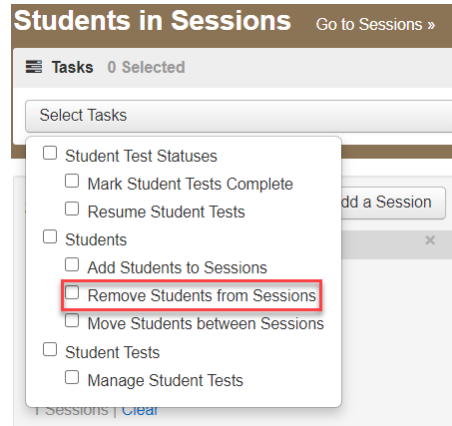 Students in Sessions Go to Sessions »
Tasks 0 Selected
Select Tasks
Student Test Statuses
Mark Student Tests Complete
Resume Student Tests
dd a Session
Students
Add Students to Sessions
Remove Students from Sessions
Move Students between Sessions
Student Tests
Manage Student Tests
1 Sessions | Clear